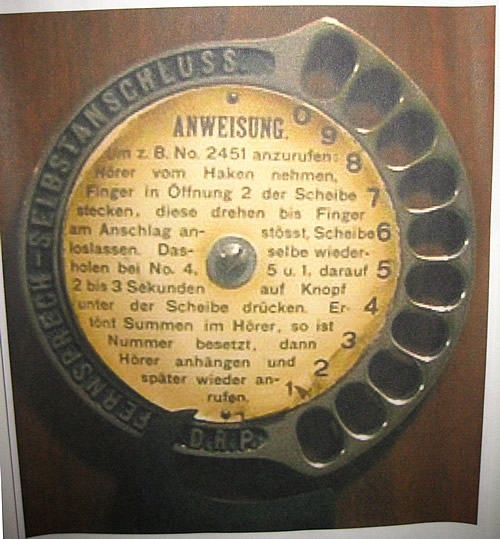 FERNSPRECH-SELBSTANSCHLUSS.
ANWEISUNG.
Um z. B. No. 2451 anzurufen:
Hörer vom Haken nehmen,
Finger in Öffnung 2 der Scheibe
stecken, diese drehen bis Finger
am Anschlag an- stösst, Scheibe
loslassen. Das- selbe wieder-
holen bei No. 4, 5 u. 1, darauf
2 bis 3 Sekunden auf Knopf
unter der Scheibe drücken. Er-
tönt Summen im Hörer, so ist
Nummer besetzt, dann
Hörer anhängen und
später wieder an-
rufen.
0
9
8
7
6
5
4
3
2
1
D.R.P.